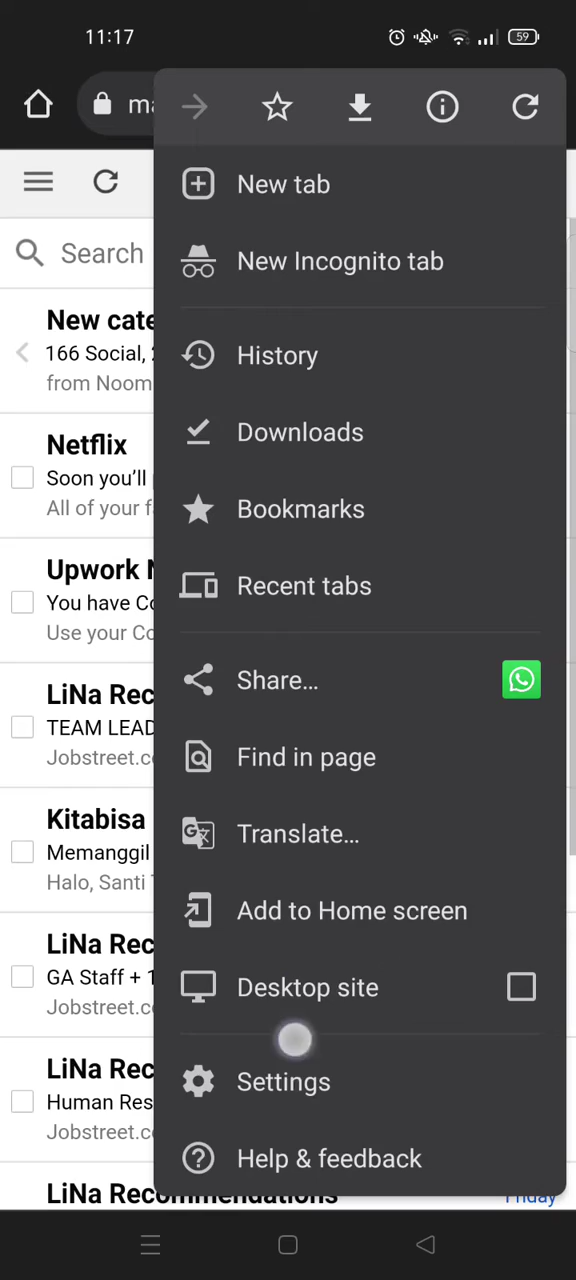 11:17
59
ma
New tab
New Incognito tab
History
Downloads
Bookmarks
Recent tabs
Share...
Find in page
Translate...
Add to Home screen
Desktop site
Settings
Help & feedback
Search
New cate
166 Social,
from Noom
Netflix
Soon you'll
All of your
Upwork
You have Co
Use your Co
LiNa Rec
TEAM LEAD
Jobstreet.c
Kitabisa
Memanggil
Halo, Santi
LiNa Rec
GA Staff + 1
Jobstreet.c
LiNa Rec
Human Res
Jobstreet.c
LiNa Recommendations
Friday